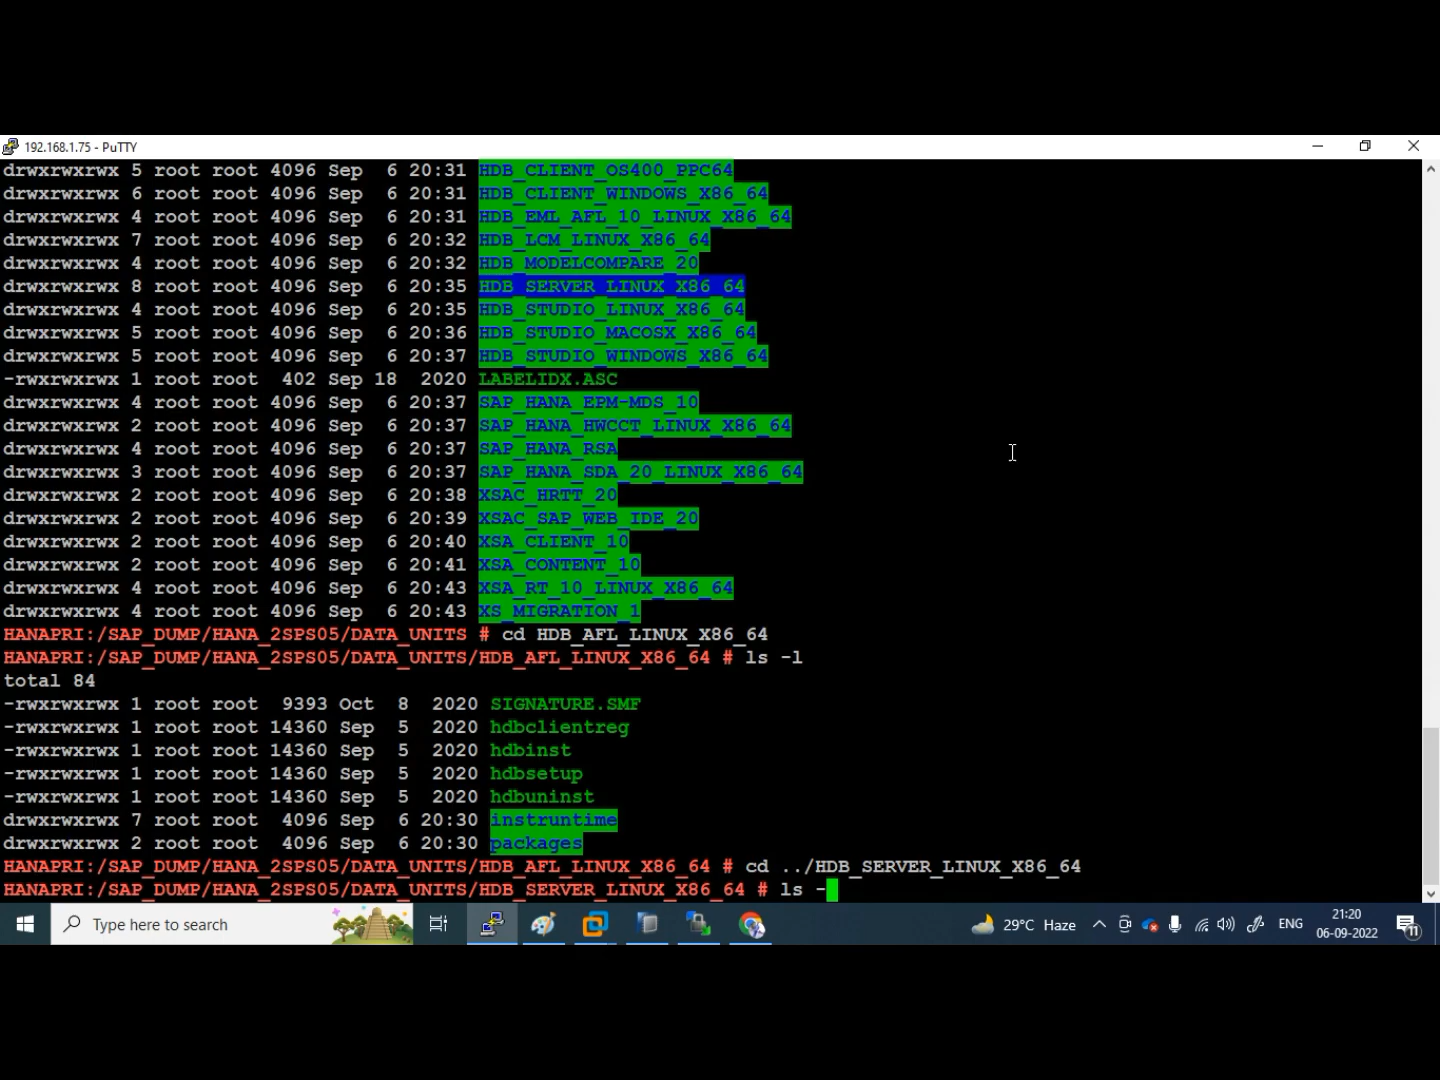 192.168.1.75 - PuTTY
drwxrwxrwx 5 root root 4096 Sep  6 20:31 HDB_CLIENT_OS400_PPC64
drwxrwxrwx 6 root root 4096 Sep  6 20:31 HDB_CLIENT_WINDOWS_X86_64
drwxrwxrwx 4 root root 4096 Sep  6 20:31 HDB_EML_AFL_10_LINUX_X86_64
drwxrwxrwx 7 root root 4096 Sep  6 20:32 HDB_LCM_LINUX_X86_64
drwxrwxrwx 4 root root 4096 Sep  6 20:32 HDB_MODELCOMPARE_20
drwxrwxrwx 8 root root 4096 Sep  6 20:35 HDB_SERVER_LINUX_X86_64
drwxrwxrwx 4 root root 4096 Sep  6 20:35 HDB_STUDIO_LINUX_X86_64
drwxrwxrwx 5 root root 4096 Sep  6 20:36 HDB_STUDIO_MACOSX_X86_64
drwxrwxrwx 5 root root 4096 Sep  6 20:37 HDB_STUDIO_WINDOWS_X86_64
-rwxrwxrwx 1 root root  402 Sep 18  2020 LABELIDX.ASC
drwxrwxrwx 4 root root 4096 Sep  6 20:37 SAP_HANA_EPM-MDS_10
drwxrwxrwx 2 root root 4096 Sep  6 20:37 SAP_HANA_HWCCT_LINUX_X86_64
drwxrwxrwx 4 root root 4096 Sep  6 20:37 SAP_HANA_RSA
drwxrwxrwx 3 root root 4096 Sep  6 20:37 SAP_HANA_SDA_20_LINUX_X86_64
drwxrwxrwx 2 root root 4096 Sep  6 20:38 XSAC_HRTT_20
drwxrwxrwx 2 root root 4096 Sep  6 20:39 XSAC_SAP_WEB_IDE_20
drwxrwxrwx 2 root root 4096 Sep  6 20:40 XSA_CLIENT_10
drwxrwxrwx 2 root root 4096 Sep  6 20:41 XSA_CONTENT_10
drwxrwxrwx 4 root root 4096 Sep  6 20:43 XSA_RT_10_LINUX_X86_64
drwxrwxrwx 4 root root 4096 Sep  6 20:43 XS_MIGRATION_1
HANAPRI:/SAP_DUMP/HANA_2SPS05/DATA_UNITS # cd HDB_AFL_LINUX_X86_64
HANAPRI:/SAP_DUMP/HANA_2SPS05/DATA_UNITS/HDB_AFL_LINUX_X86_64 # ls -l
total 84
-rwxrwxrwx 1 root root  9393 Oct  8  2020 SIGNATURE.SMF
-rwxrwxrwx 1 root root 14360 Sep  5  2020 hdbclientreg
-rwxrwxrwx 1 root root 14360 Sep  5  2020 hdbinst
-rwxrwxrwx 1 root root 14360 Sep  5  2020 hdbsetup
-rwxrwxrwx 1 root root 14360 Sep  5  2020 hdbuninst
drwxrwxrwx 7 root root  4096 Sep  6 20:30 instruntime
drwxrwxrwx 2 root root  4096 Sep  6 20:30 packages
HANAPRI:/SAP_DUMP/HANA_2SPS05/DATA_UNITS/HDB_AFL_LINUX_X86_64 # cd ../HDB_SERVER_LINUX_X86_64
HANAPRI:/SAP_DUMP/HANA_2SPS05/DATA_UNITS/HDB_SERVER_LINUX_X86_64 # ls -
Type here to search
29°C Haze
ENG
21:20
06-09-2022
11